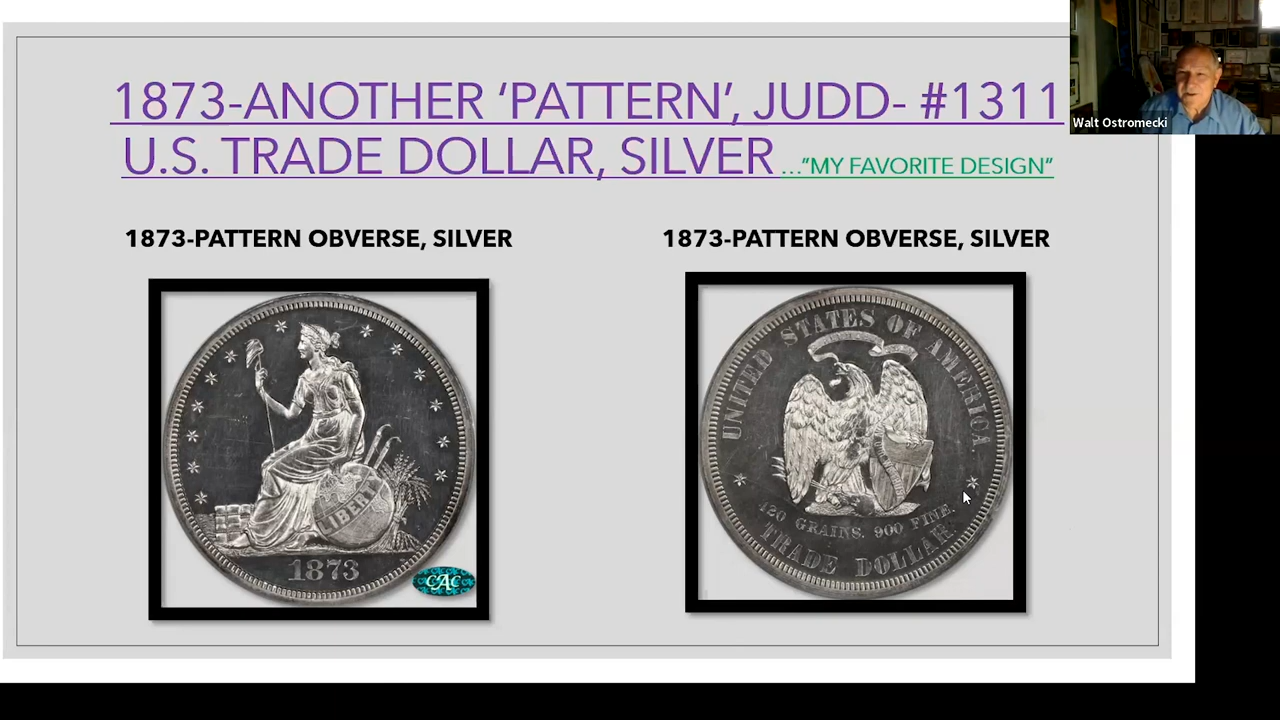 1873-ANOTHER ‘PATTERN’, JUDD- #1311
U.S. TRADE DOLLAR, SILVER …”MY FAVORITE DESIGN”
Walt Ostromecki
1873-PATTERN OBVERSE, SILVER
1873-PATTERN OBVERSE, SILVER
LIBERTY
1873
CAC
UNITED STATES OF AMERICA
420 GRAINS. 900 FINE.
TRADE DOLLAR.